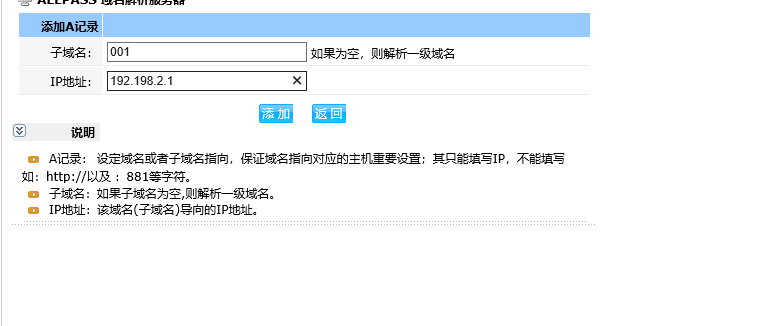 ALLPASS 域名解析服务器
添加A记录
子域名： 001 如果为空，则解析一级域名
IP地址： 192.198.2.1
添加 返回
说明
A记录： 设定域名或者子域名指向，保证域名指向对应的主机重要设置；其只能填写IP，不能填写
如：http://以及 ：881等字符。
子域名：如果子域名为空,则解析一级域名。
IP地址：该域名(子域名)导向的IP地址。